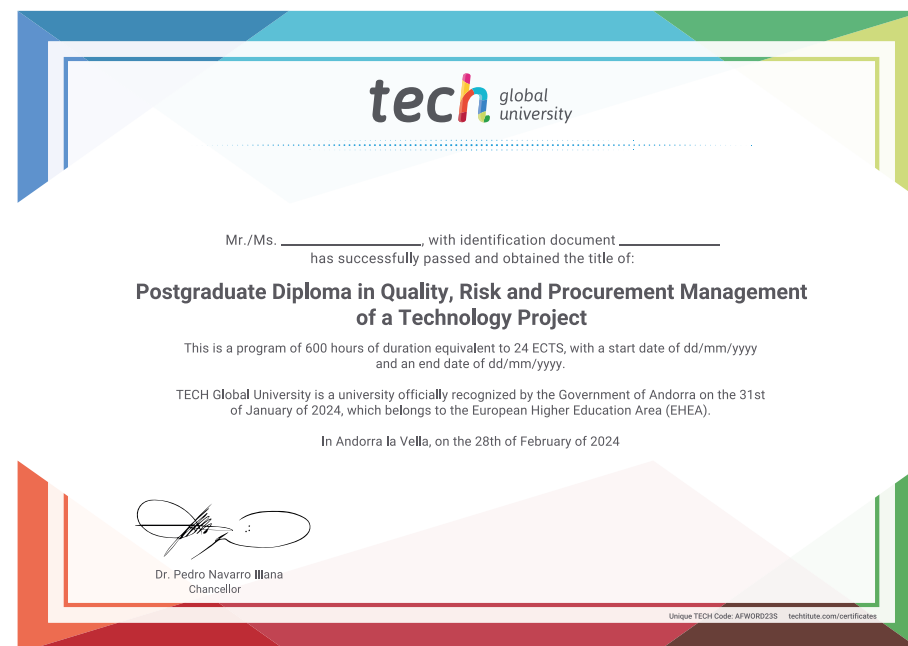 tech global
university
Mr./Ms. ____________, with identification document ____________
has successfully passed and obtained the title of:
Postgraduate Diploma in Quality, Risk and Procurement Management
of a Technology Project
This is a program of 600 hours of duration equivalent to 24 ECTS, with a start date of dd/mm/yyyy
and an end date of dd/mm/yyyy.
TECH Global University is a university officially recognized by the Government of Andorra on the 31st
of January of 2024, which belongs to the European Higher Education Area (EHEA).
In Andorra la Vella, on the 28th of February of 2024
Dr. Pedro Navarro Illana
Chancellor
Unique TECH Code: AFWORD23S techtitute.com/certificates